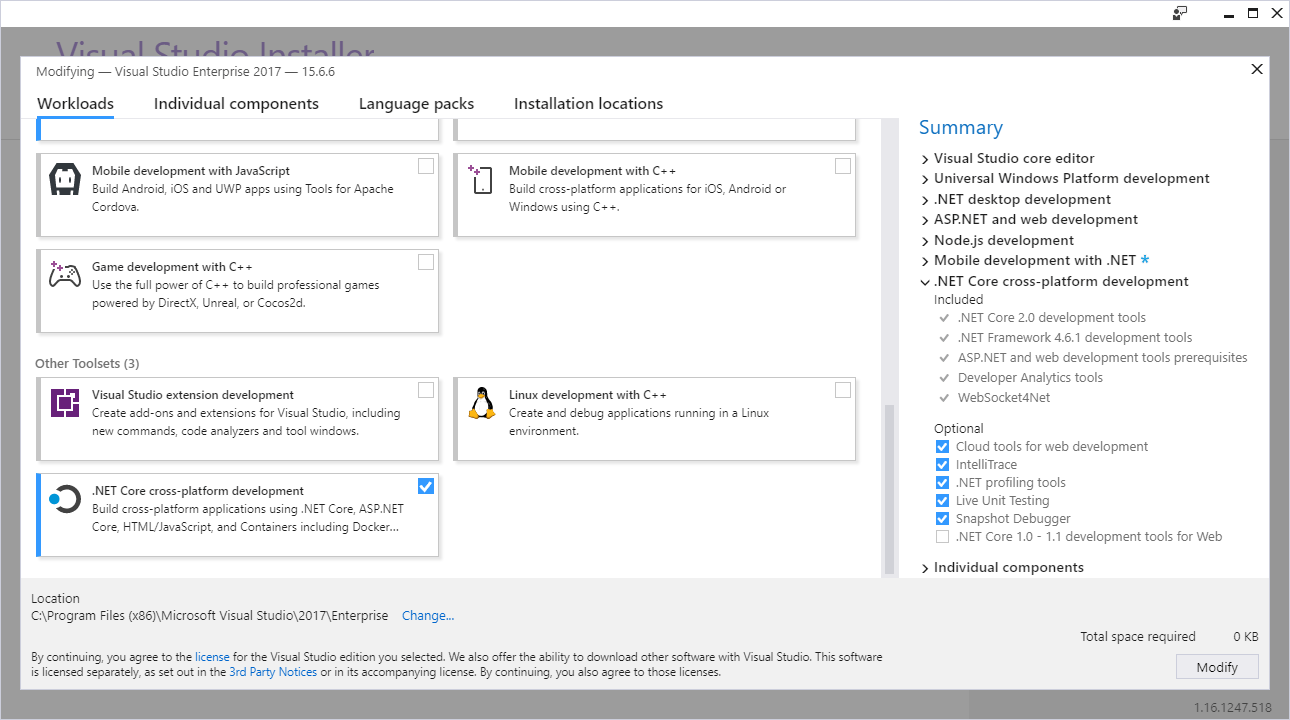 Visual Studio Installer
Modifying — Visual Studio Enterprise 2017 — 15.6.6
Workloads
Individual components
Language packs
Installation locations
Mobile development with JavaScript
Build Android, iOS and UWP apps using Tools for Apache
Cordova.
Mobile development with C++
Build cross-platform applications for iOS, Android or
Windows using C++.
Game development with C++
Use the full power of C++ to build professional games
powered by DirectX, Unreal, or Cocos2d.
Other Toolsets (3)
Visual Studio extension development
Create add-ons and extensions for Visual Studio, including
new commands, code analyzers and tool windows.
Linux development with C++
Create and debug applications running in a Linux
environment.
.NET Core cross-platform development
Build cross-platform applications using .NET Core, ASP.NET
Core, HTML/JavaScript, and Containers including Docker...
Summary
Visual Studio core editor
Universal Windows Platform development
.NET desktop development
ASP.NET and web development
Node.js development
Mobile development with .NET *
.NET Core cross-platform development
Included
.NET Core 2.0 development tools
.NET Framework 4.6.1 development tools
ASP.NET and web development tools prerequisites
Developer Analytics tools
WebSocket4Net
Optional
Cloud tools for web development
IntelliTrace
.NET profiling tools
Live Unit Testing
Snapshot Debugger
.NET Core 1.0 - 1.1 development tools for Web
Individual components
Location
C:\Program Files (x86)\Microsoft Visual Studio\2017\Enterprise Change...
Total space required 0 KB
By continuing, you agree to the license for the Visual Studio edition you selected. We also offer the ability to download other software with Visual Studio. This software
is licensed separately, as set out in the 3rd Party Notices or in its accompanying license. By continuing, you also agree to those licenses.
Modify
1.16.1247.518